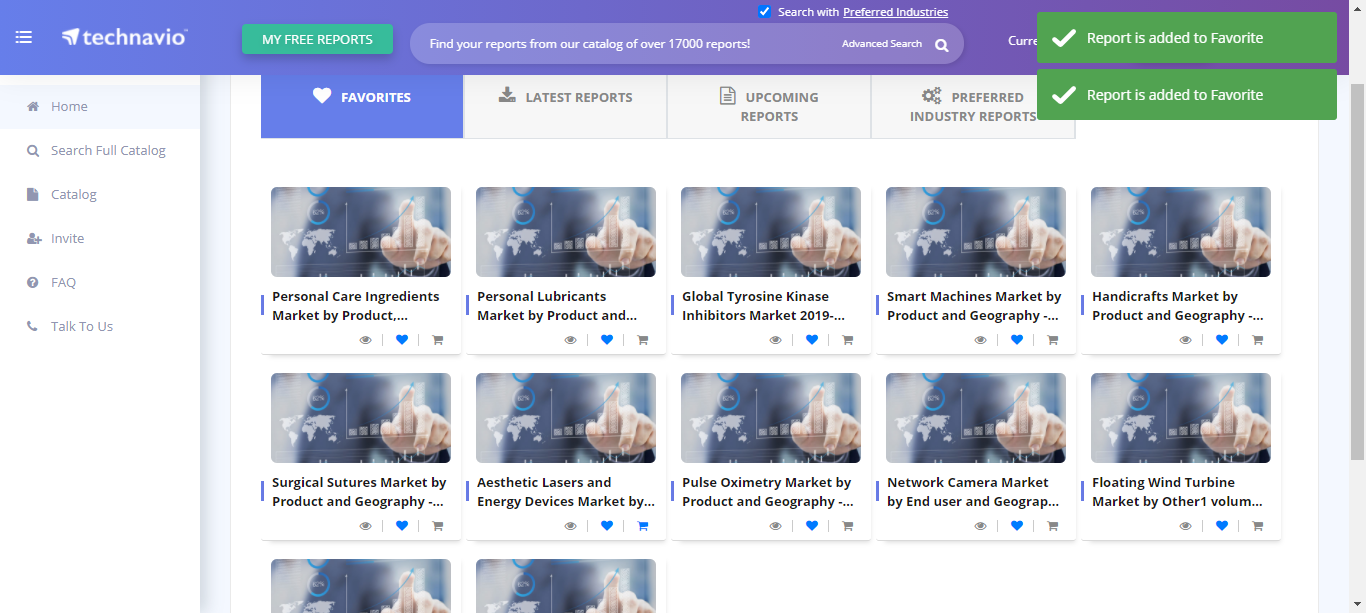 Search with Preferred Industries
technavio
MY FREE REPORTS
Find your reports from our catalog of over 17000 reports!
Advanced Search
Report is added to Favorite
Report is added to Favorite
Home
Search Full Catalog
Catalog
Invite
FAQ
Talk To Us
FAVORITES
LATEST REPORTS
UPCOMING
REPORTS
PREFERRED
INDUSTRY REPORTS
Personal Care Ingredients
Market by Product,...
Personal Lubricants
Market by Product and...
Global Tyrosine Kinase
Inhibitors Market 2019-...
Smart Machines Market by
Product and Geography -...
Handicrafts Market by
Product and Geography -...
Surgical Sutures Market by
Product and Geography -...
Aesthetic Lasers and
Energy Devices Market by...
Pulse Oximetry Market by
Product and Geography -...
Network Camera Market
by End user and Geograp...
Floating Wind Turbine
Market by Other1 volum...